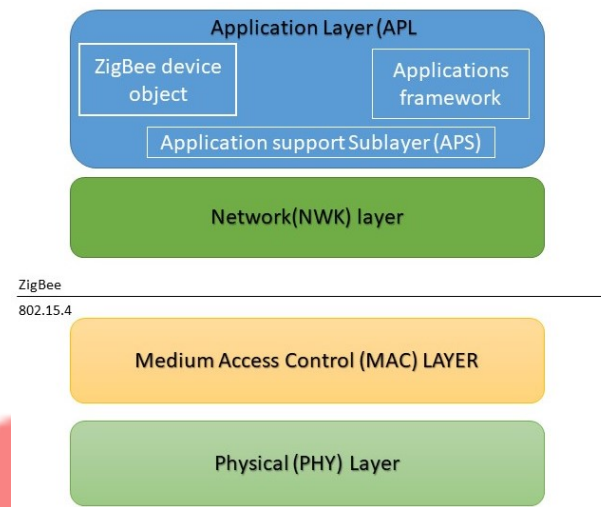 Application Layer (APL
ZigBee device
object
Applications
framework
Application support Sublayer (APS)
Network(NWK) layer
ZigBee
802.15.4
Medium Access Control (MAC) LAYER
Physical (PHY) Layer